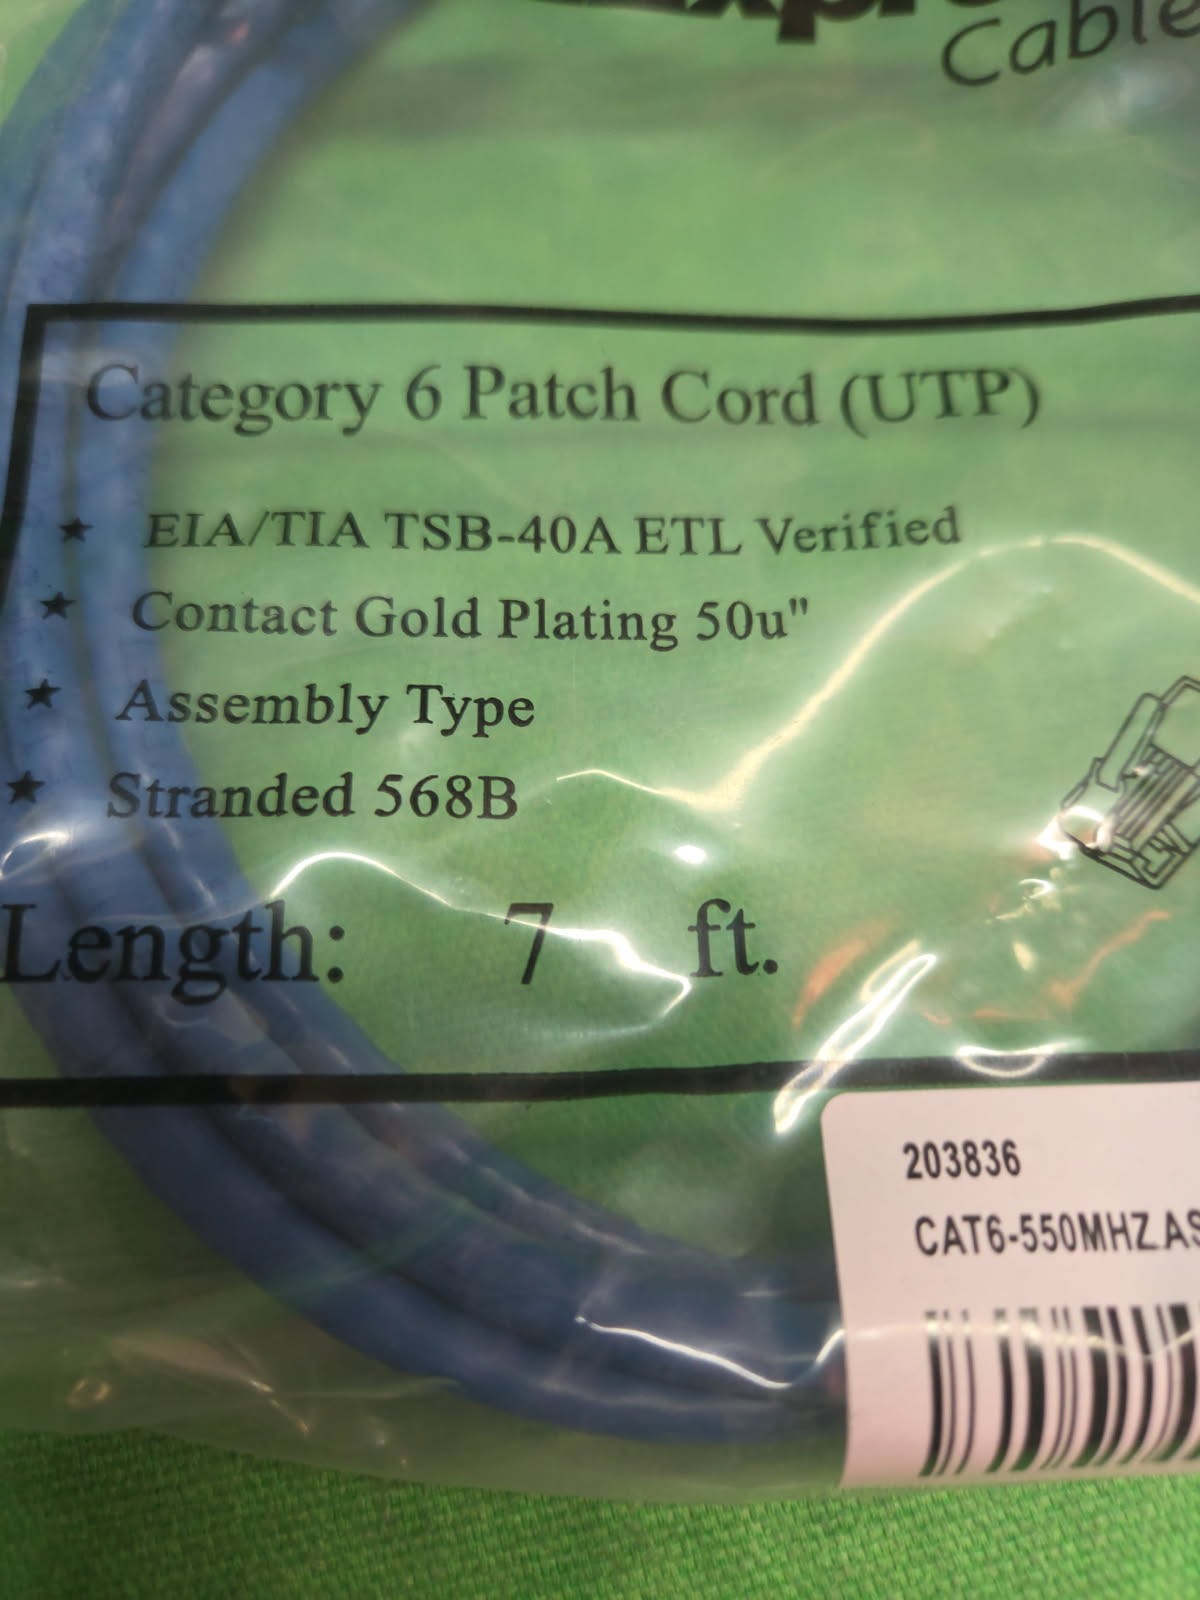 Cable
Category 6 Patch Cord (UTP)
★ EIA/TIA TSB-40A ETL Verified
★ Contact Gold Plating 50u"
★ Assembly Type
★ Stranded 568B
Length: 7 ft.
203836
CAT6-550MHZ AS